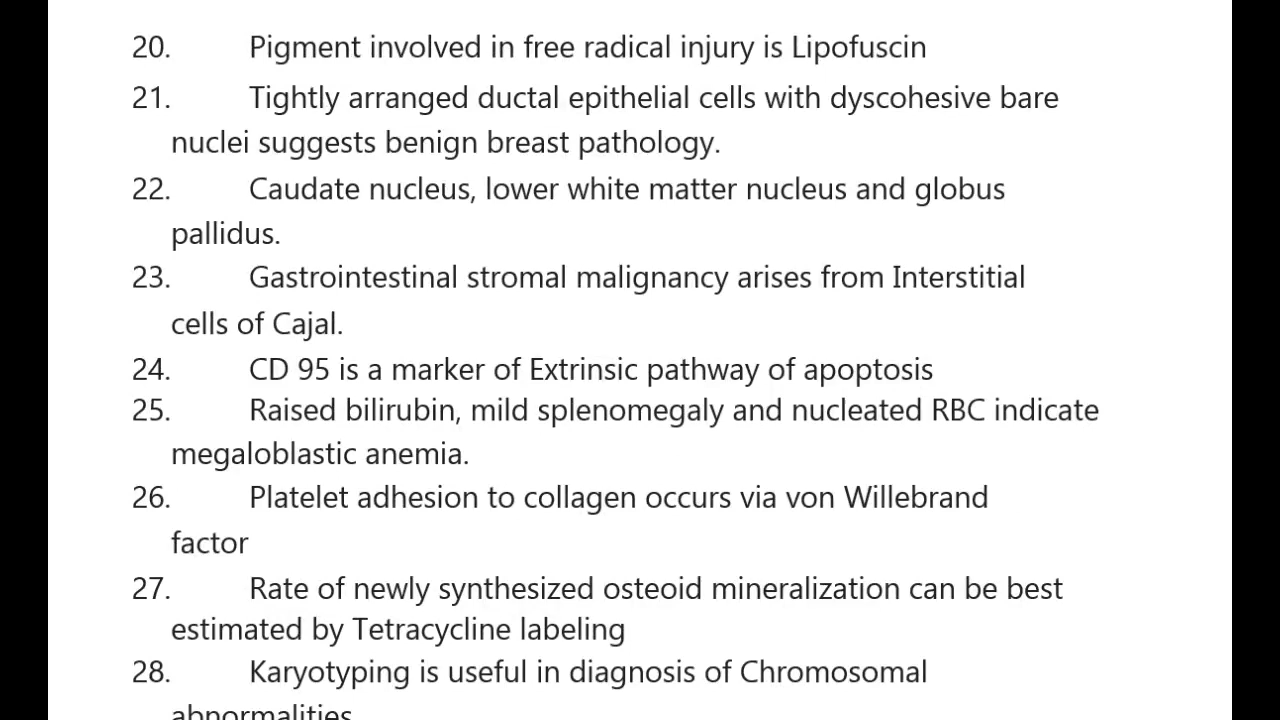 20. Pigment involved in free radical injury is Lipofuscin
21. Tightly arranged ductal epithelial cells with dyscohesive bare
nuclei suggests benign breast pathology.
22. Caudate nucleus, lower white matter nucleus and globus
pallidus.
23. Gastrointestinal stromal malignancy arises from Interstitial
cells of Cajal.
24. CD 95 is a marker of Extrinsic pathway of apoptosis
25. Raised bilirubin, mild splenomegaly and nucleated RBC indicate
megaloblastic anemia.
26. Platelet adhesion to collagen occurs via von Willebrand
factor
27. Rate of newly synthesized osteoid mineralization can be best
estimated by Tetracycline labeling
28. Karyotyping is useful in diagnosis of Chromosomal
abnormalities